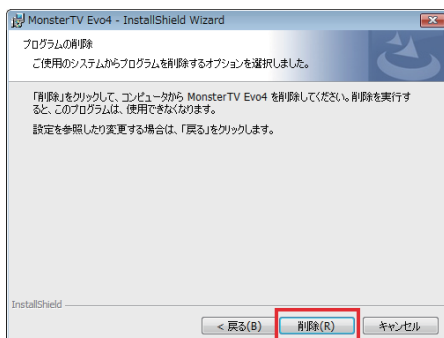 MonsterTV Evo4 - InstallShield Wizard
プログラムの削除
ご使用のシステムからプログラムを削除するオプションを選択しました。
「削除」をクリックして、コンピュータから MonsterTV Evo4 を削除してください。削除を実行す
ると、このプログラムは、使用できなくなります。
設定を参照したり変更する場合は、「戻る」をクリックします。
InstallShield
< 戻る(B)
削除(R)
キャンセル